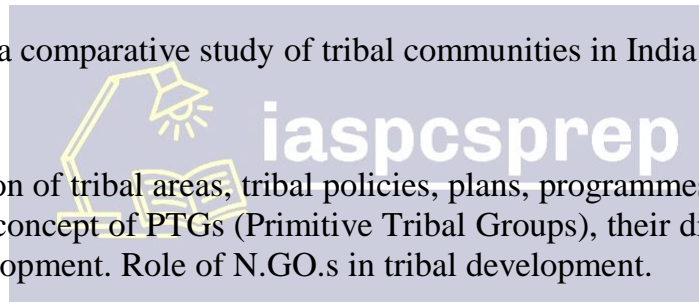 a comparative study of tribal communities in India
iaspcsprep
on of tribal areas, tribal policies, plans, programmes
concept of PTGs (Primitive Tribal Groups), their di
opment. Role of N.GO.s in tribal development.